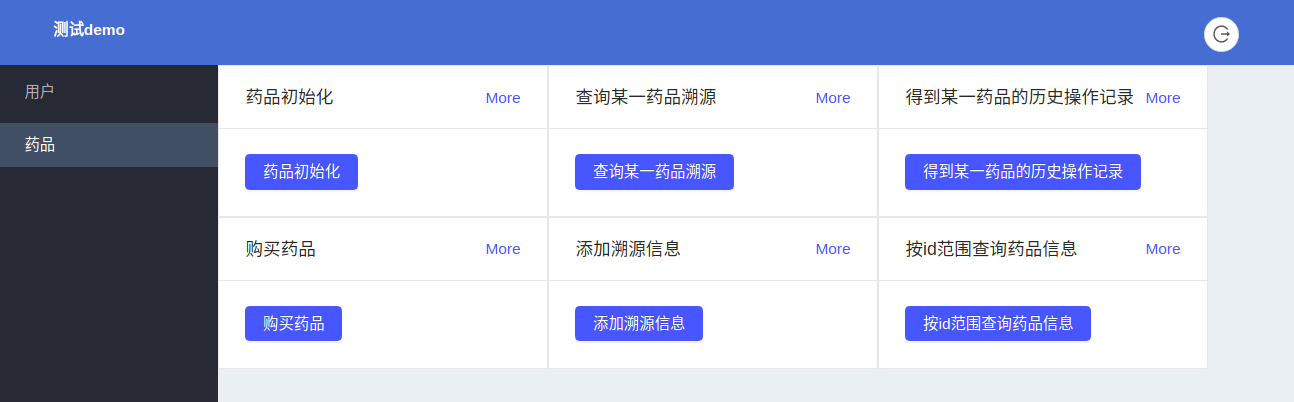 测试demo
用户
药品
药品初始化 More
查询某一药品溯源 More
得到某一药品的历史操作记录 More
药品初始化
查询某一药品溯源
得到某一药品的历史操作记录
购买药品 More
添加溯源信息 More
按id范围查询药品信息 More
购买药品
添加溯源信息
按id范围查询药品信息